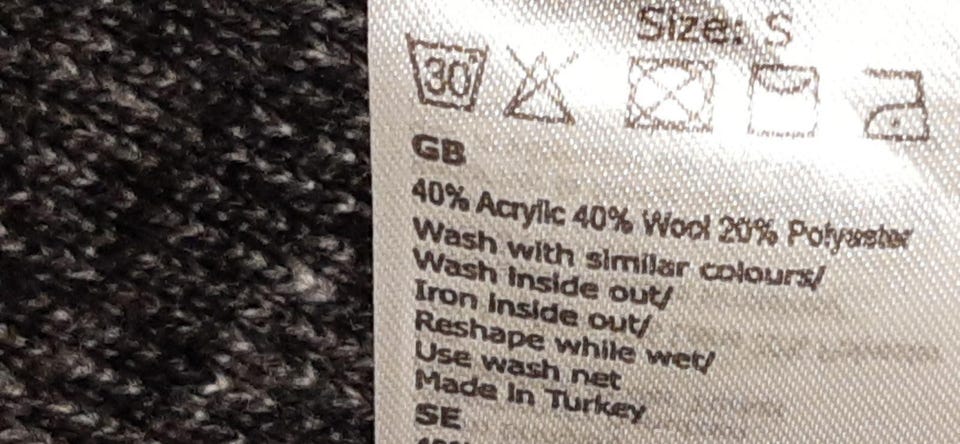 Size: S
30°
GB
40% Acrylic 40% Wool 20% Polyester
Wash with similar colours/
Wash inside out/
Iron inside out/
Reshape while wet/
Use wash net
Made in Turkey
SE